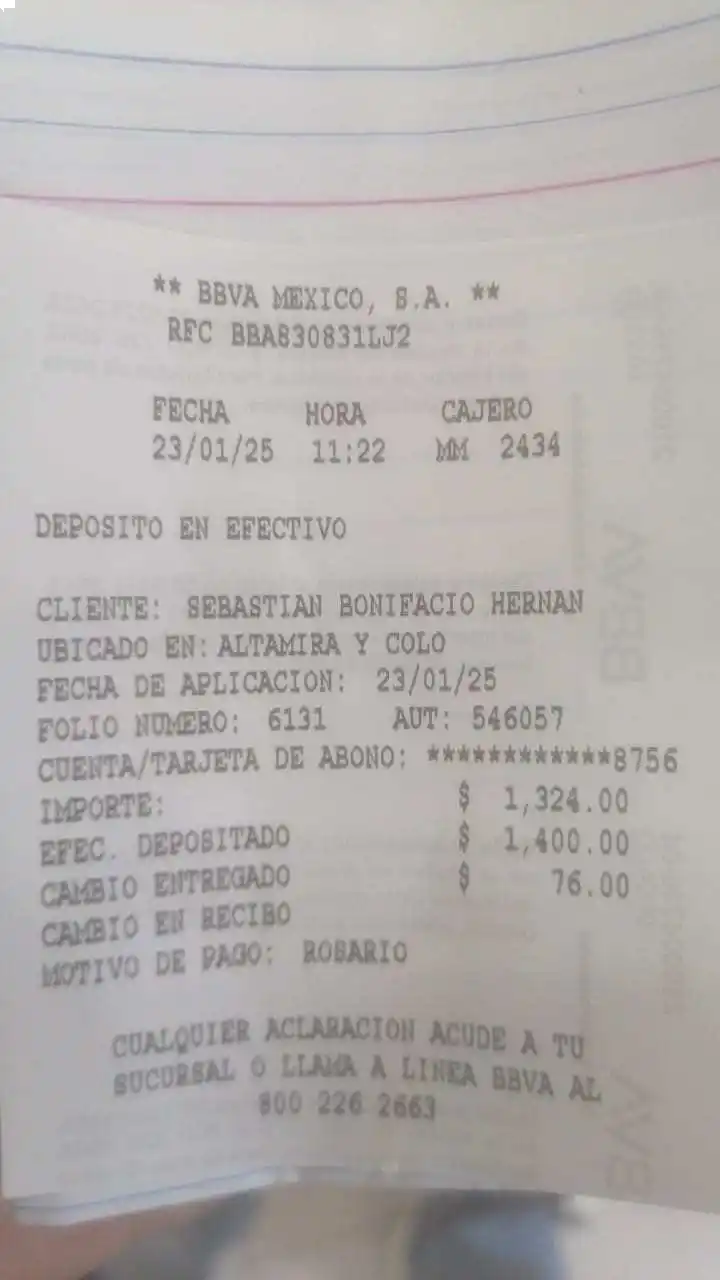 ** BBVA MEXICO, S.A. **
RFC BBA830831LJ2
FECHA HORA CAJERO
23/01/25 11:22 MM 2434
DEPOSITO EN EFECTIVO
CLIENTE: SEBASTIAN BONIFACIO HERNAN
UBICADO EN: ALTAMIRA Y COLO
FECHA DE APLICACION: 23/01/25
FOLIO NUMERO: 6131 AUT: 546057
CUENTA/TARJETA DE ABONO: ************8756
IMPORTE: $ 1,324.00
EFEC. DEPOSITADO $ 1,400.00
CAMBIO ENTREGADO $ 76.00
CAMBIO EN RECIBO
MOTIVO DE PAGO: ROSARIO
CUALQUIER ACLARACION ACUDE A TU
SUCURSAL O LLAMA A LINEA BBVA AL
800 226 2663
BBVA